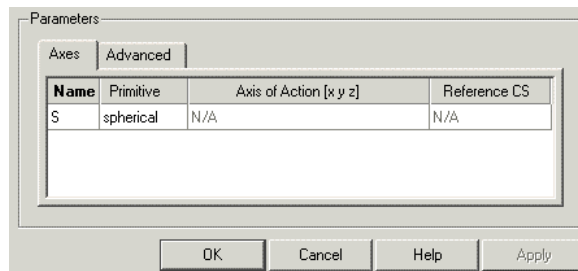 Parameters
Axes Advanced
Name Primitive Axis of Action [x y z] Reference CS
S spherical N/A N/A
OK Cancel Help Apply